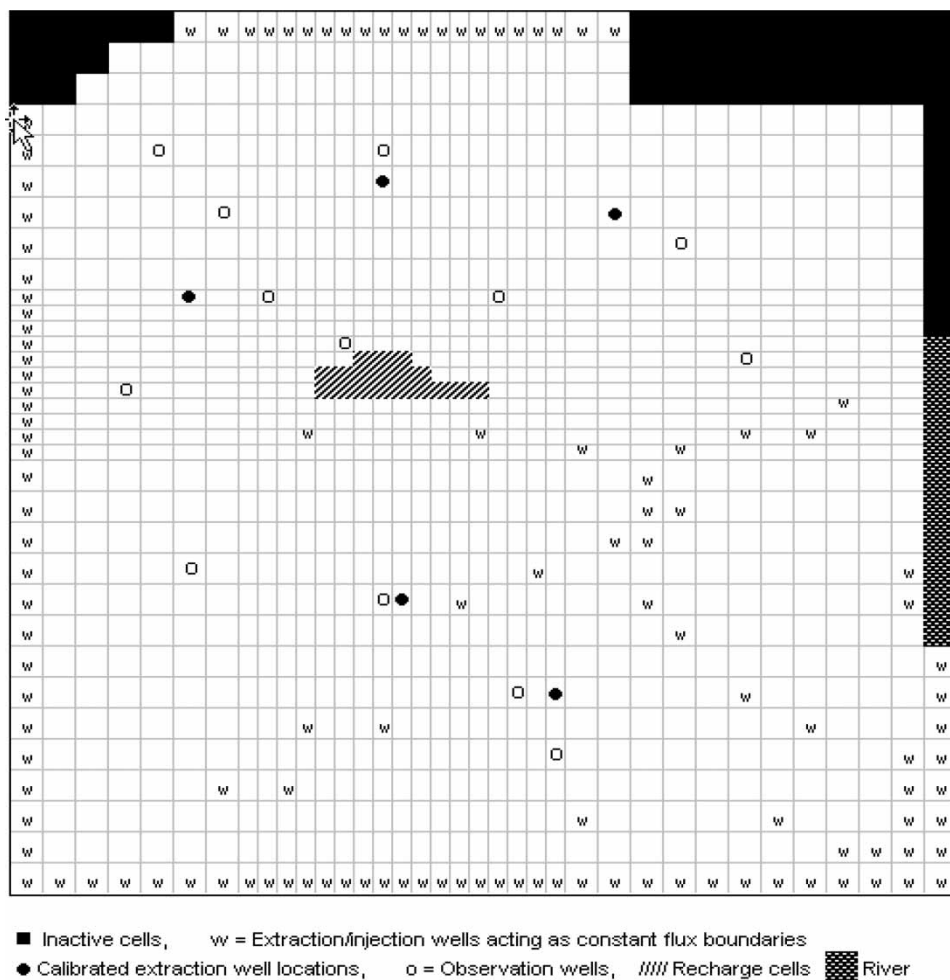 Inactive cells, w = Extraction/injection wells acting as constant flux boundaries
Calibrated extraction well locations, o = Observation wells, ///// Recharge cells River